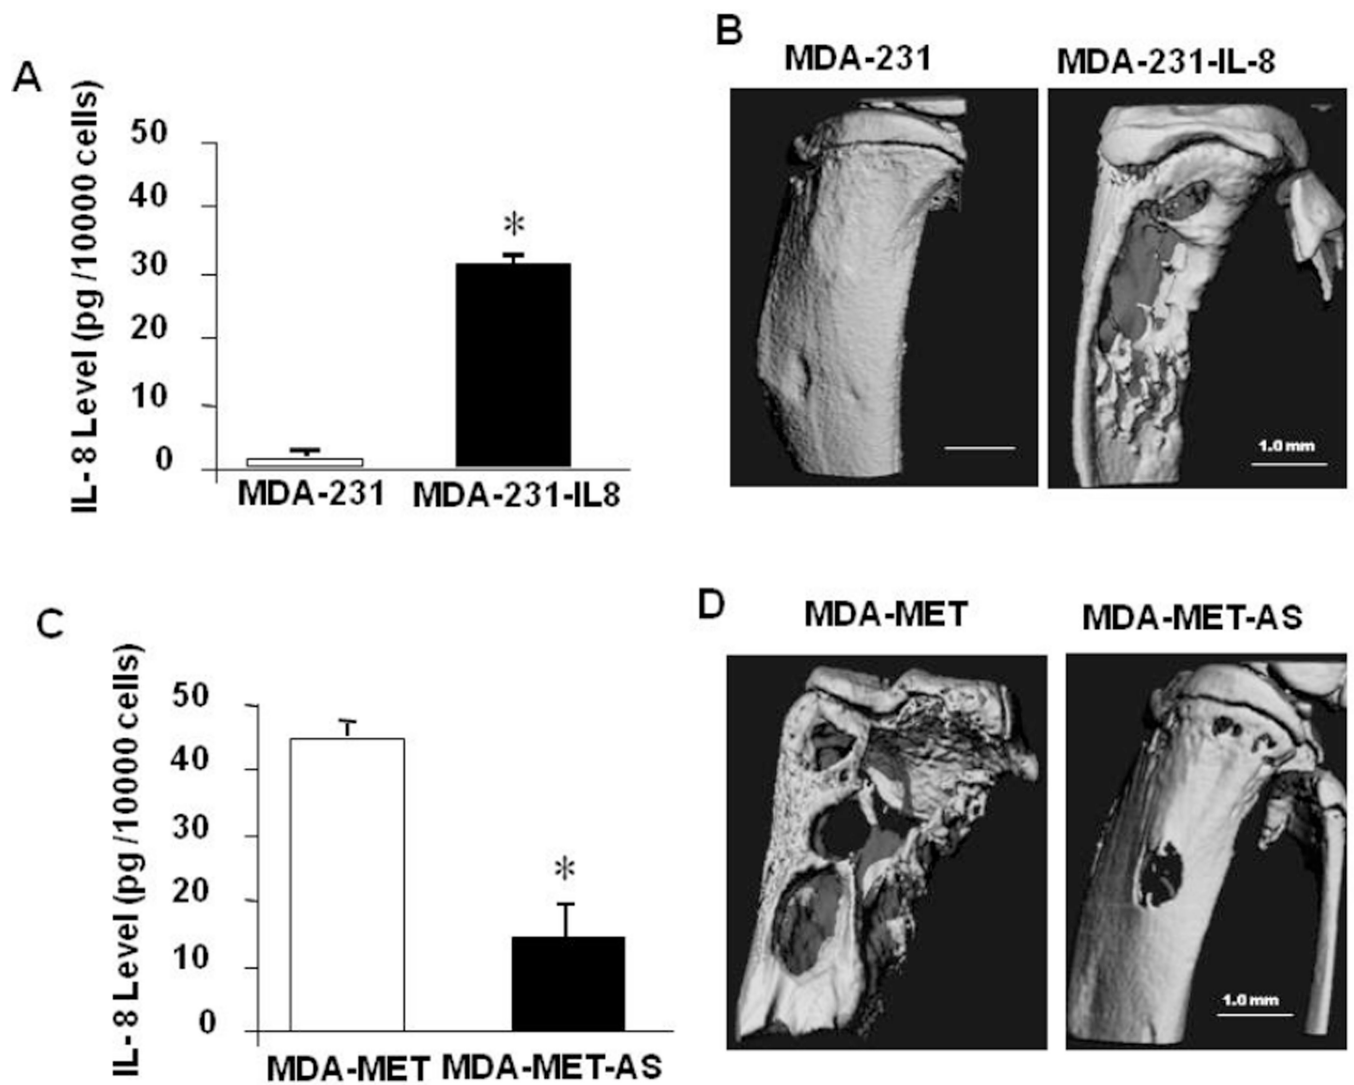 A
IL-8 Level (pg /10000 cells)
50
40
30
20
10
0
*
MDA-231 MDA-231-IL8
B
MDA-231 MDA-231-IL-8
1.0 mm
C
IL-8 Level (pg /10000 cells)
50
40
30
20
10
0
*
MDA-MET MDA-MET-AS
D
MDA-MET MDA-MET-AS
1.0 mm